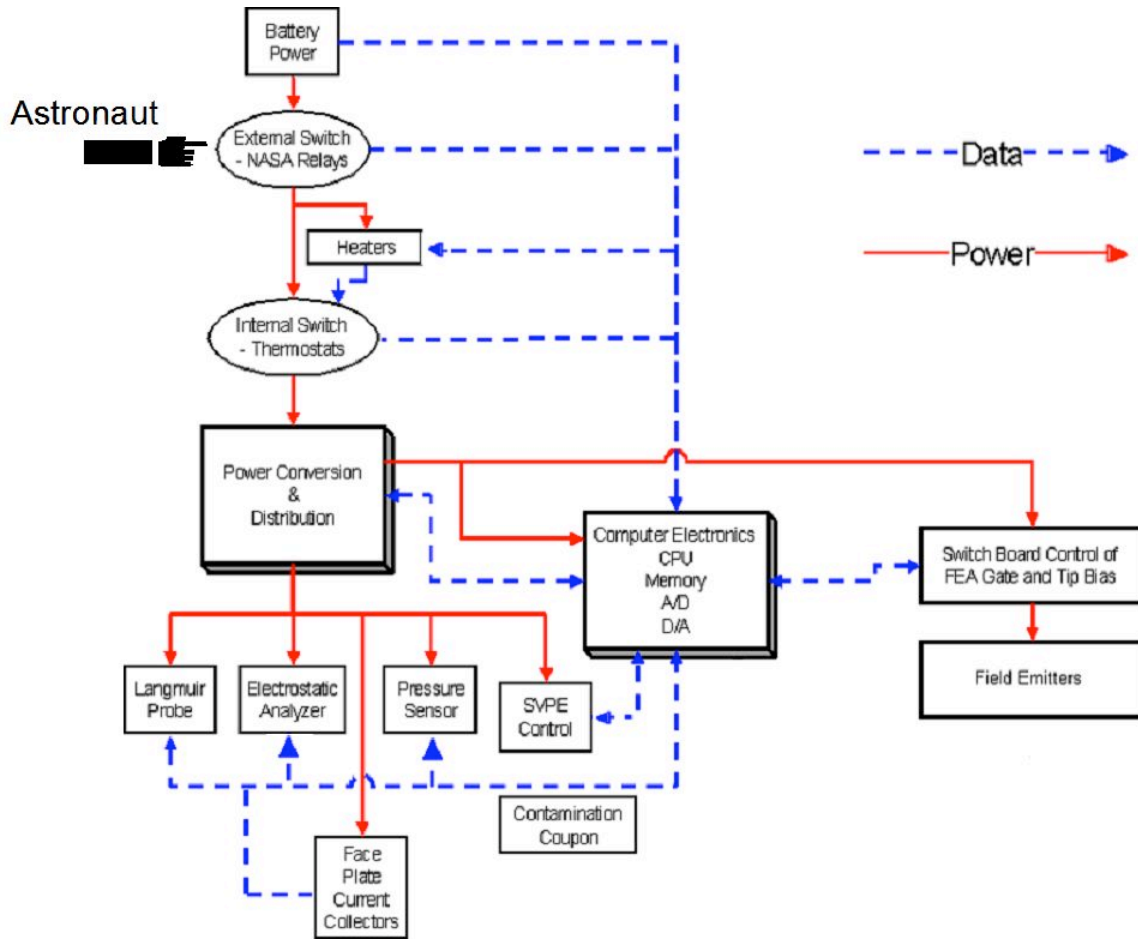 Battery
Power
Astronaut
External Switch
- NASA Relays
Data
Heaters
Power
Internal Switch
- Thermostats
Power Conversion
&
Distribution
Computer Electronics
CPU
Memory
A/D
D/A
Switch Board Control of
FEA Gate and Tip Bias
Langmuir
Probe
Electrostatic
Analyzer
Pressure
Sensor
SVPE
Control
Field Emitters
Contamination
Coupon
Face
Plate
Current
Collectors